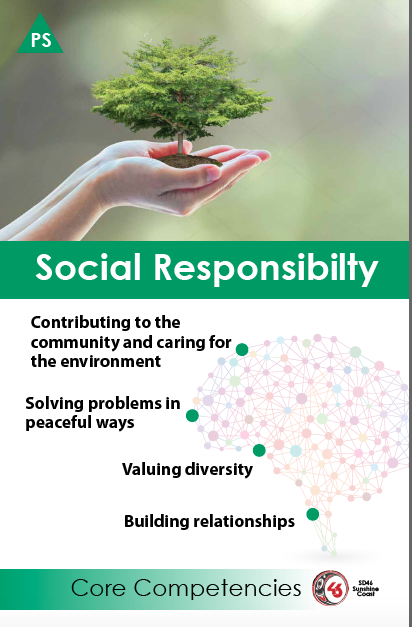 PS
Social Responsibilty
Contributing to the
community and caring for
the environment
Solving problems in
peaceful ways
Valuing diversity
Building relationships
Core Competencies
46
SD46
Sunshine
Coast